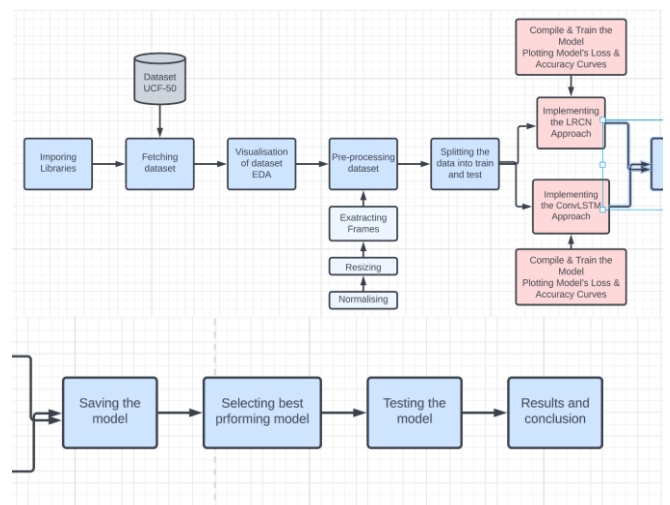 Compile & Train the
Model
Plotting Model's Loss &
Accuracy Curves
Dataset
UCF-50
Imporing
Libraries
Fetching
dataset
Visualisation
of dataset
EDA
Pre-processing
dataset
Splitting the
data into train
and test
Implementing
the LRCN
Approach
Implementing
the ConvLSTM
Approach
Exatracting
Frames
Resizing
Normalising
Compile & Train the
Model
Plotting Model's Loss &
Accuracy Curves
Saving the
model
Selecting best
prforming model
Testing the
model
Results and
conclusion